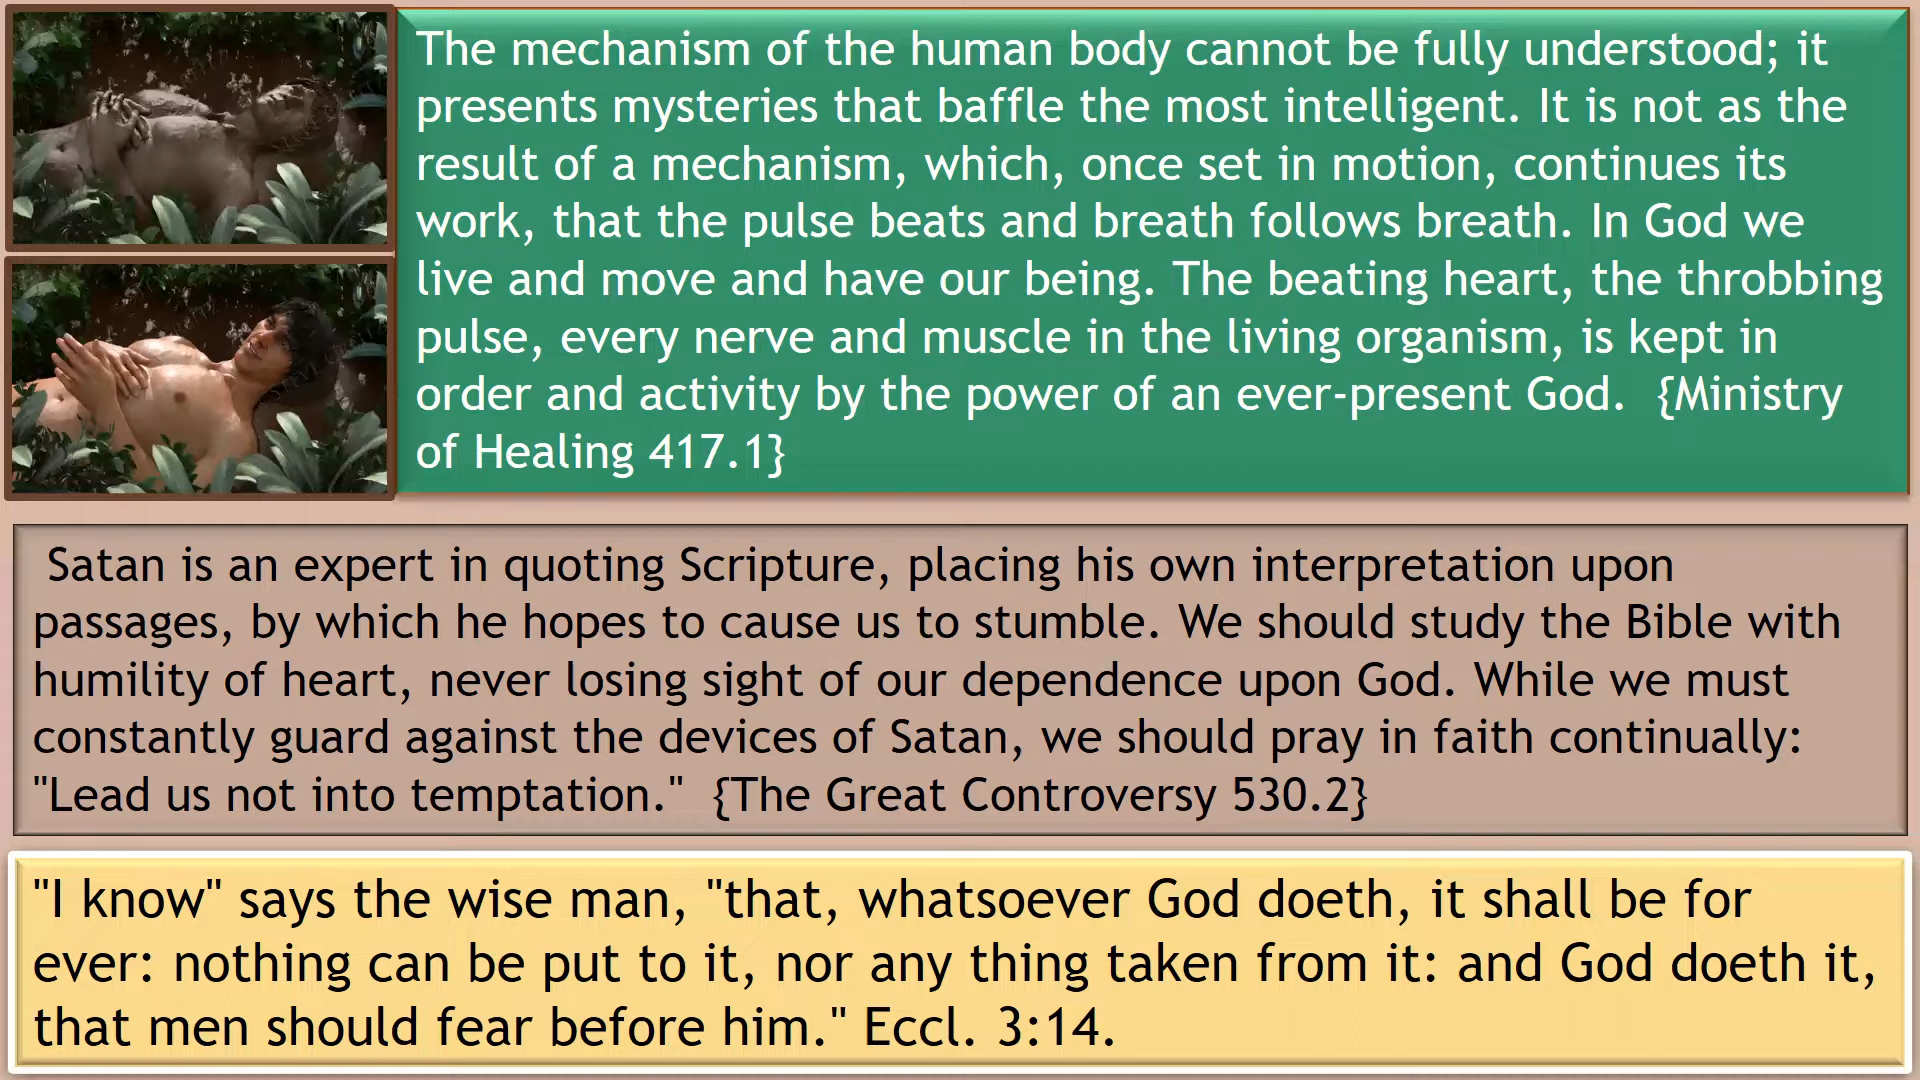 The mechanism of the human body cannot be fully understood; it
presents mysteries that baffle the most intelligent. It is not as the
result of a mechanism, which, once set in motion, continues its
work, that the pulse beats and breath follows breath. In God we
live and move and have our being. The beating heart, the throbbing
pulse, every nerve and muscle in the living organism, is kept in
order and activity by the power of an ever-present God.  {Ministry
of Healing 417.1}
Satan is an expert in quoting Scripture, placing his own interpretation upon
passages, by which he hopes to cause us to stumble. We should study the Bible with
humility of heart, never losing sight of our dependence upon God. While we must
constantly guard against the devices of Satan, we should pray in faith continually:
"Lead us not into temptation."  {The Great Controversy 530.2}
"I know" says the wise man, "that, whatsoever God doeth, it shall be for
ever: nothing can be put to it, nor any thing taken from it: and God doeth it,
that men should fear before him." Eccl. 3:14.